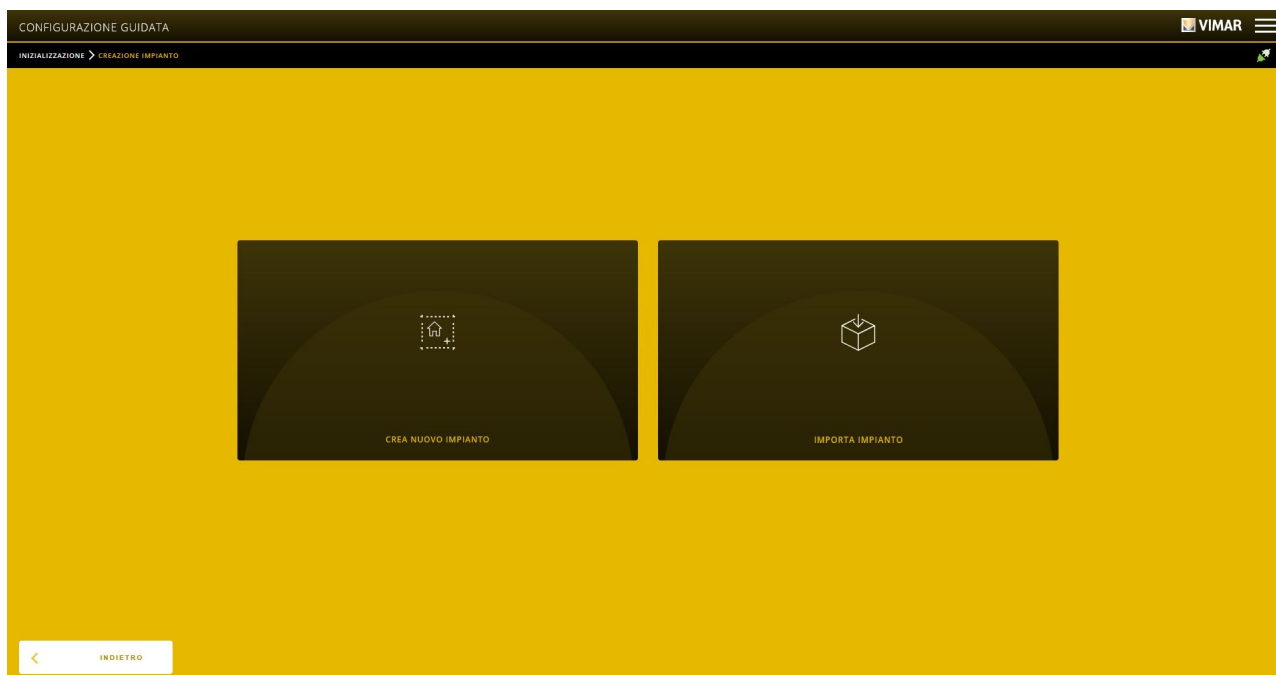 CONFIGURAZIONE GUIDATA
VIMAR
INIZIALIZZAZIONE > CREAZIONE IMPIANTO
CREA NUOVO IMPIANTO
IMPORTA IMPIANTO
INDIETRO